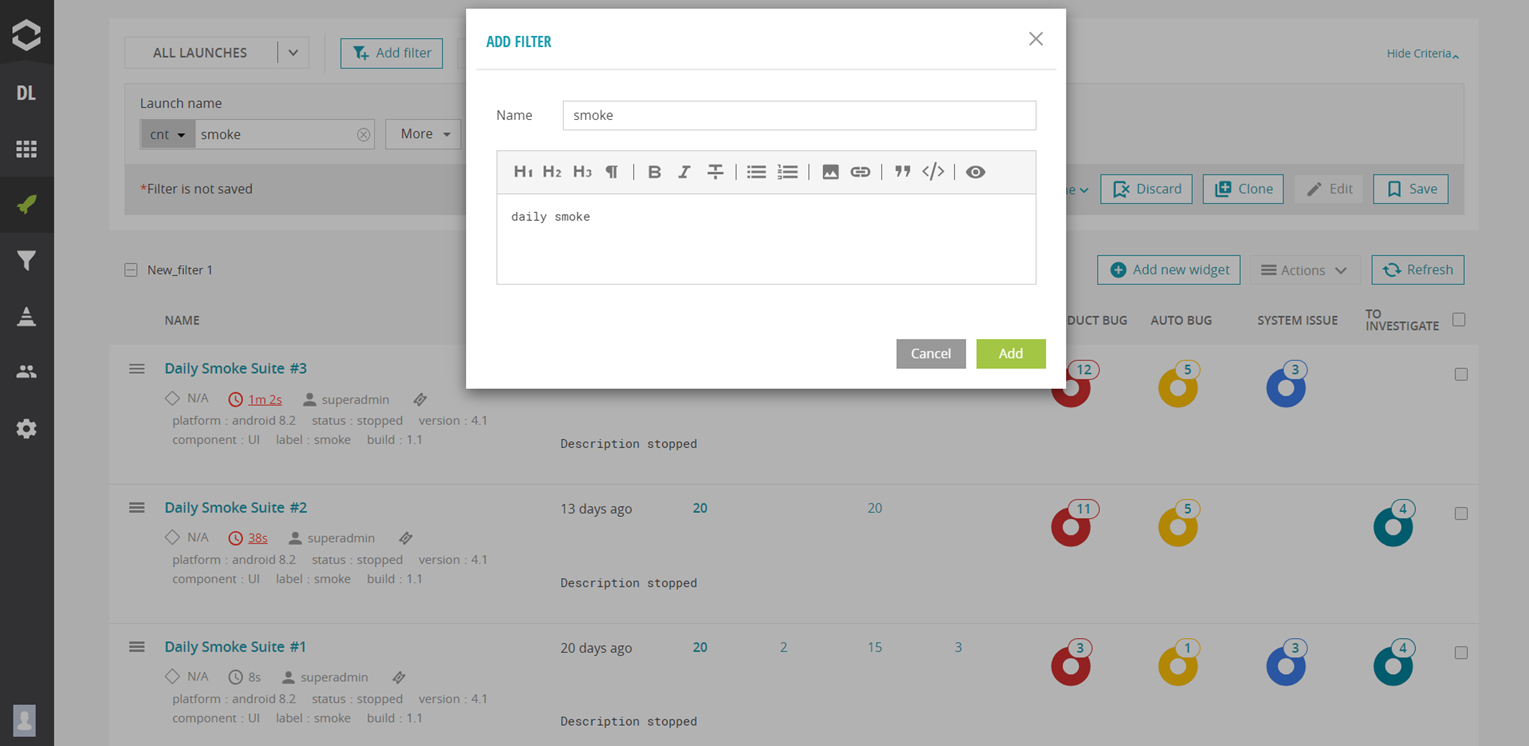 DL
ALL LAUNCHES
Add filter
Hide Criteria
Launch name
cnt
smoke
More
*Filter is not saved
Discard
Clone
Edit
Save
ADD FILTER
Name
smoke
H1 H2 H3 ¶ B I T </>
daily smoke
Cancel
Add
New_filter 1
Add new widget
Actions
Refresh
NAME
DUCT BUG
AUTO BUG
SYSTEM ISSUE
TO
INVESTIGATE
Daily Smoke Suite #3
12 5 3
N/A 1m 2s superadmin
platform : android 8.2 status : stopped version : 4.1
component : UI label : smoke build : 1.1
Description stopped
Daily Smoke Suite #2
13 days ago 20 20 11 5 4
N/A 38s superadmin
platform : android 8.2 status : stopped version : 4.1
component : UI label : smoke build : 1.1
Description stopped
Daily Smoke Suite #1
20 days ago 20 2 15 3 3 1 3 4
N/A 8s superadmin
platform : android 8.2 status : stopped version : 4.1
component : UI label : smoke build : 1.1
Description stopped